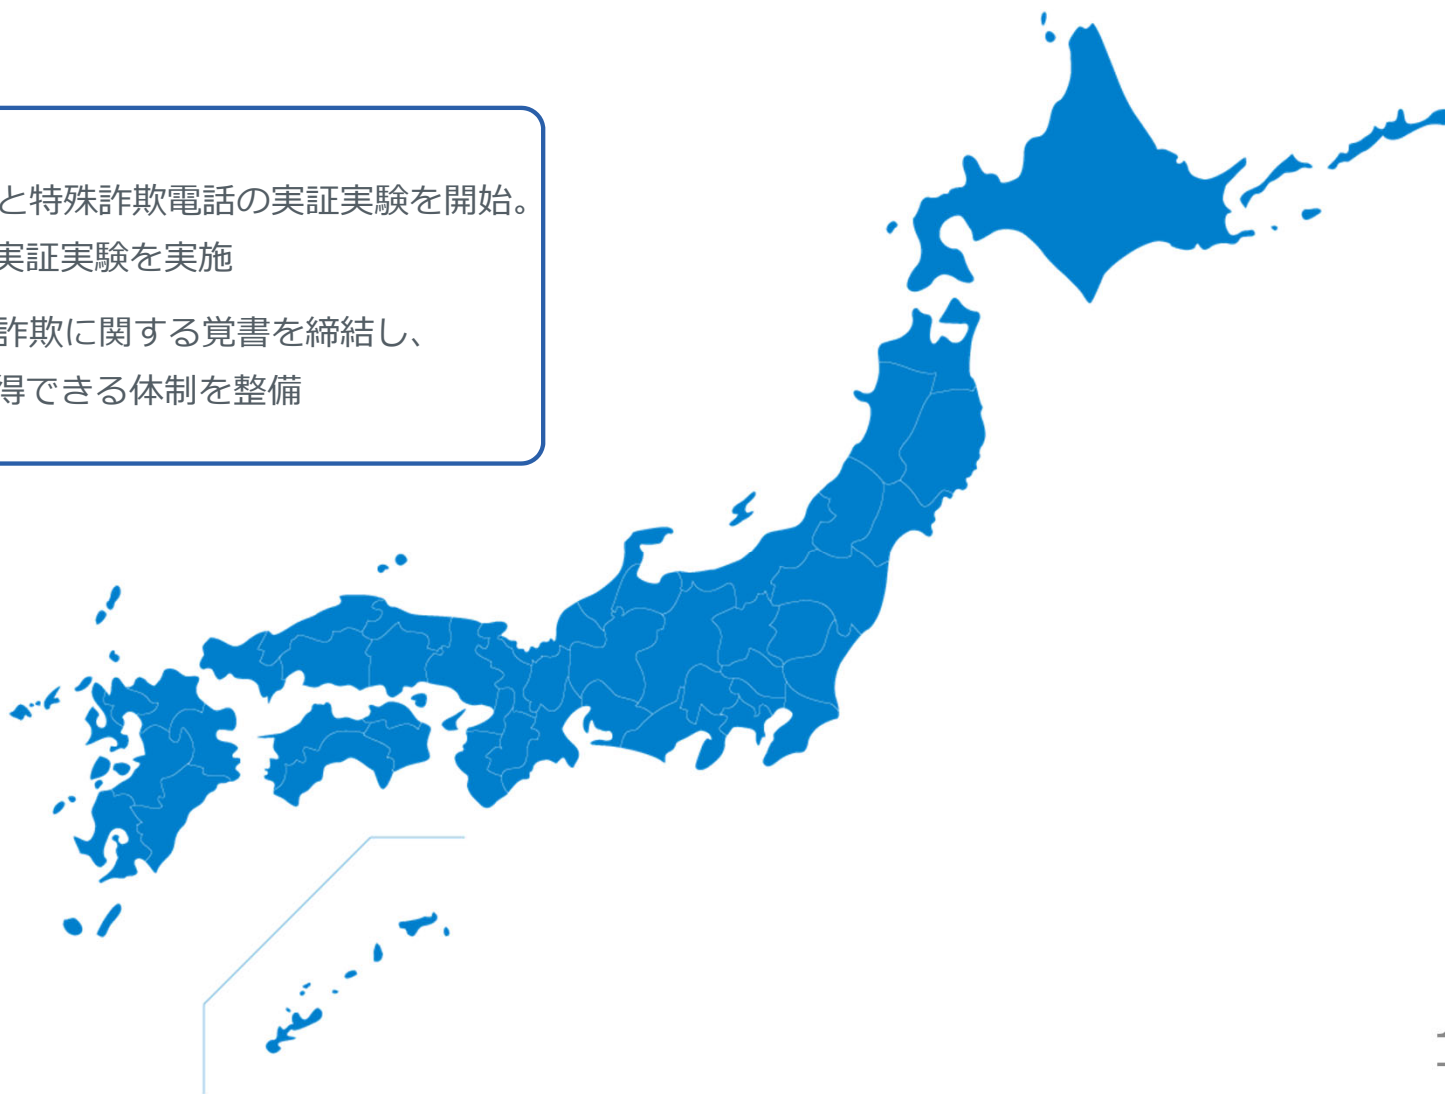 と特殊詐欺電話の実証実験を開始。
実証実験を実施
詐欺に関する覚書を締結し、
得できる体制を整備